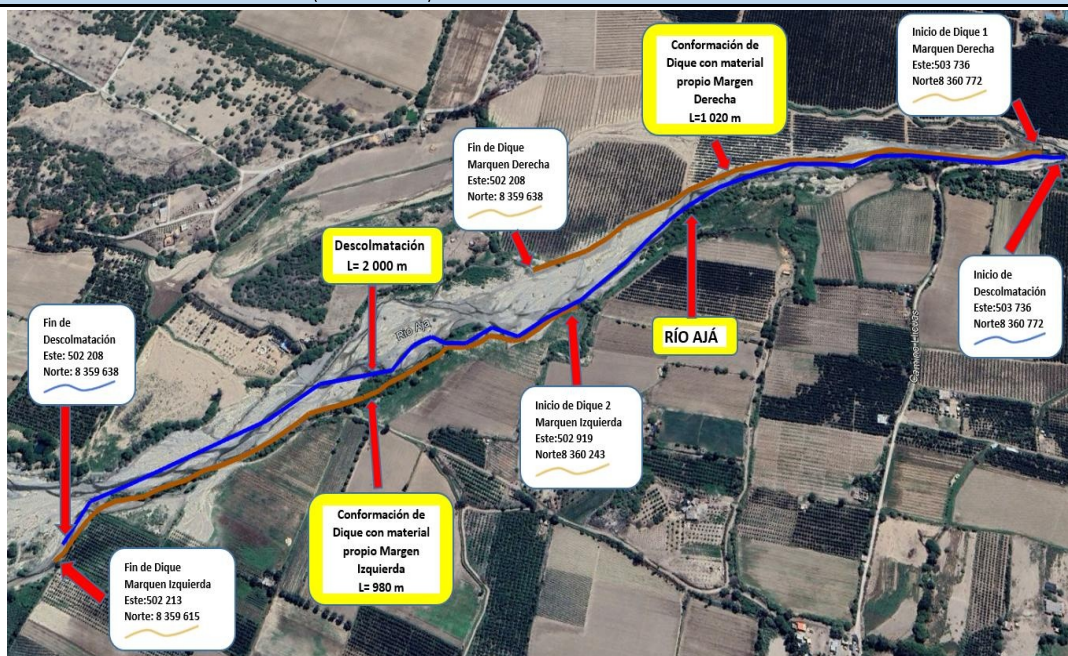 Conformación de
Dique con material
propio Margen
Derecha
L=1 020 m
Inicio de Dique 1
Marquen Derecha
Este:503 736
Norte8 360 772
Fin de Dique
Marquen Derecha
Este:502 208
Norte: 8 359 638
Descolmatación
L= 2 000 m
Río Aja
RÍO AJÁ
Inicio de
Descolmatación
Este:503 736
Norte8 360 772
Fin de
Descolmatación
Este: 502 208
Norte: 8 359 638
Inicio de Dique 2
Marquen Izquierda
Este:502 919
Norte8 360 243
Conformación de
Dique con material
propio Margen
Izquierda
L= 980 m
Fin de Dique
Marquen Izquierda
Este:502 213
Norte: 8 359 615